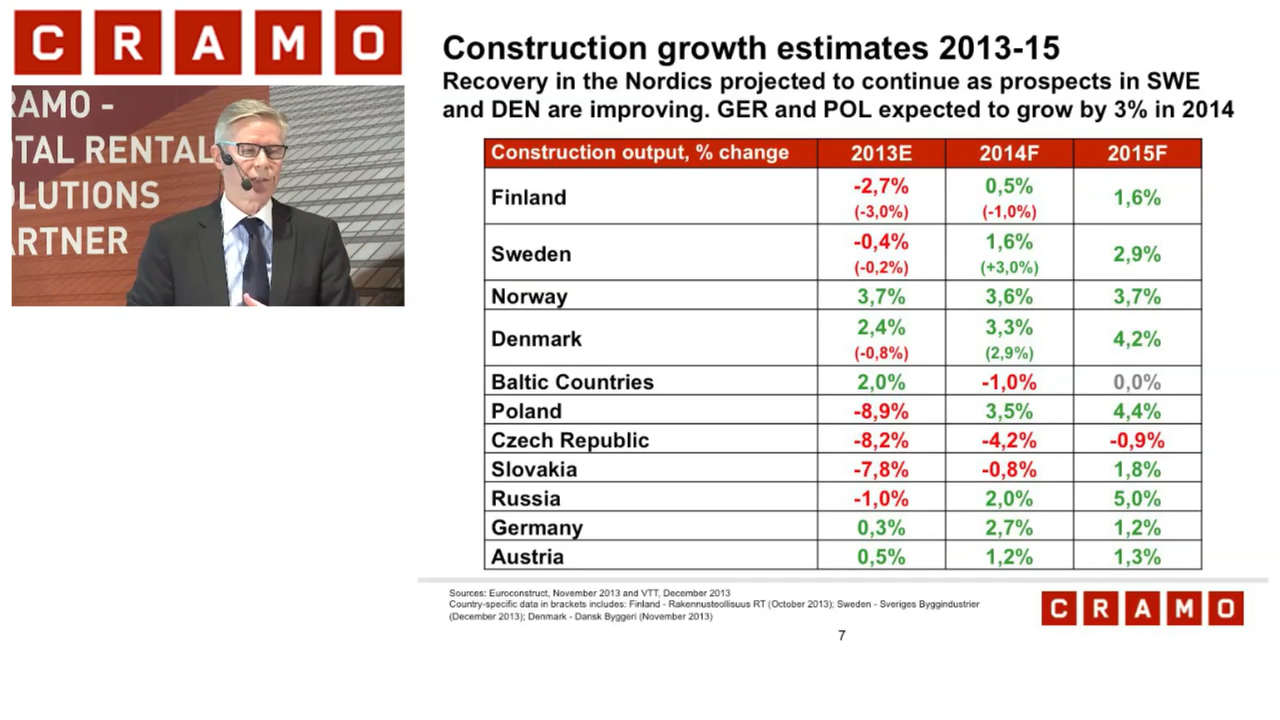 CRAMO
RAMO -
TAL RENTAL
LUTIONS
ARTNER
Construction growth estimates 2013-15
Recovery in the Nordics projected to continue as prospects in SWE
and DEN are improving. GER and POL expected to grow by 3% in 2014
Construction output, % change 2013E 2014F 2015F
Finland -2,7% (-3,0%) 0,5% (-1,0%) 1,6%
Sweden -0,4% (-0,2%) 1,6% (+3,0%) 2,9%
Norway 3,7% 3,6% 3,7%
Denmark 2,4% (-0,8%) 3,3% (2,9%) 4,2%
Baltic Countries 2,0% -1,0% 0,0%
Poland -8,9% 3,5% 4,4%
Czech Republic -8,2% -4,2% -0,9%
Slovakia -7,8% -0,8% 1,8%
Russia -1,0% 2,0% 5,0%
Germany 0,3% 2,7% 1,2%
Austria 0,5% 1,2% 1,3%
Sources: Euroconstruct, November 2013 and VTT, December 2013
Country-specific data in brackets includes: Finland - Rakennusteollisuus RT (October 2013); Sweden - Sveriges Byggindustrier
(December 2013); Denmark - Dansk Byggeri (November 2013)
CRAMO
7